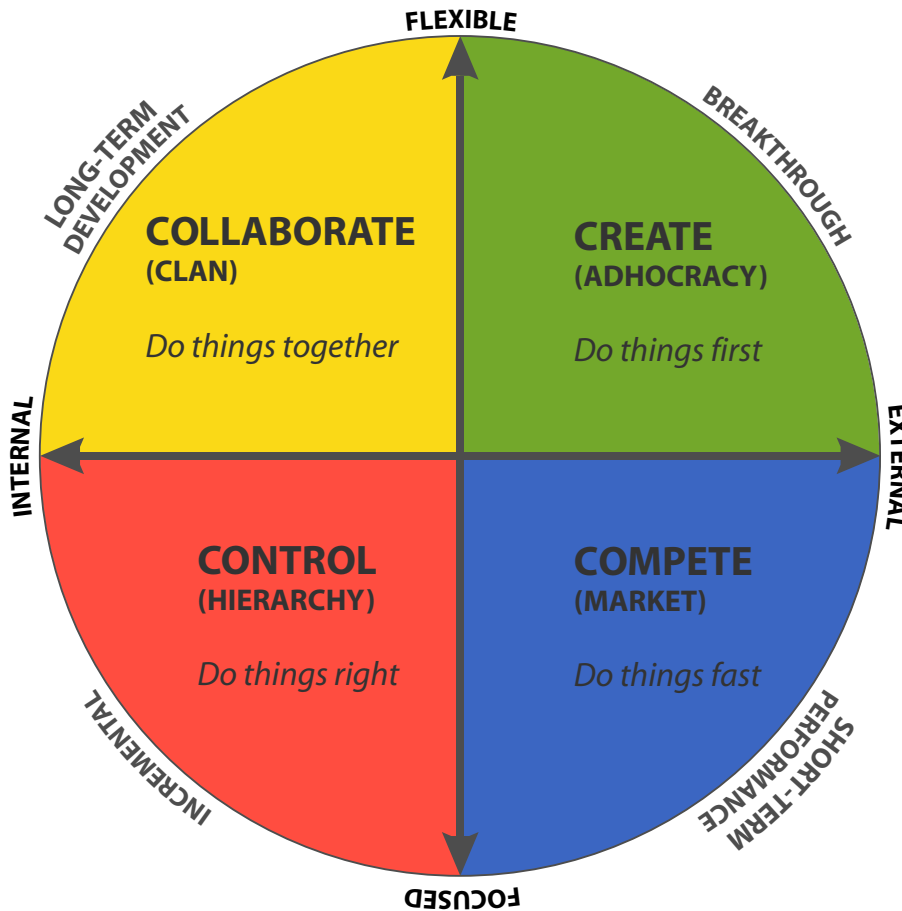 FLEXIBLE
LONG-TERM
DEVELOPMENT
BREAKTHROUGH
COLLABORATE
(CLAN)
Do things together
CREATE
(ADHOCRACY)
Do things first
INTERNAL
EXTERNAL
CONTROL
(HIERARCHY)
Do things right
COMPETE
(MARKET)
Do things fast
INCREMENTAL
SHORT-TERM
PERFORMANCE
FOCUSED